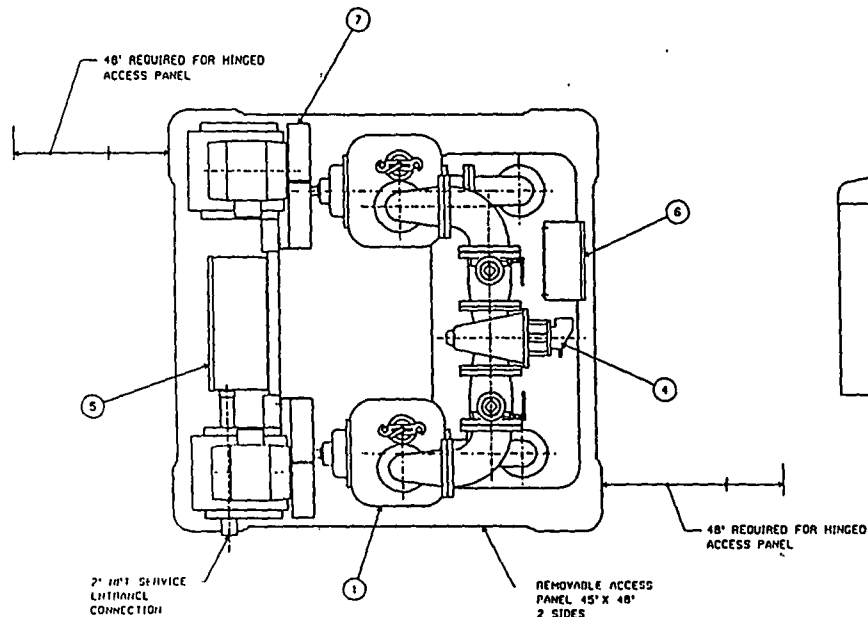 7
48" REQUIRED FOR HINGED
ACCESS PANEL
6
4
5
48" REQUIRED FOR HINGED
ACCESS PANEL
1
2" NPT SERVICE
ENTRANCE
CONNECTION
REMOVABLE ACCESS
PANEL 45" X 48"
2 SIDES